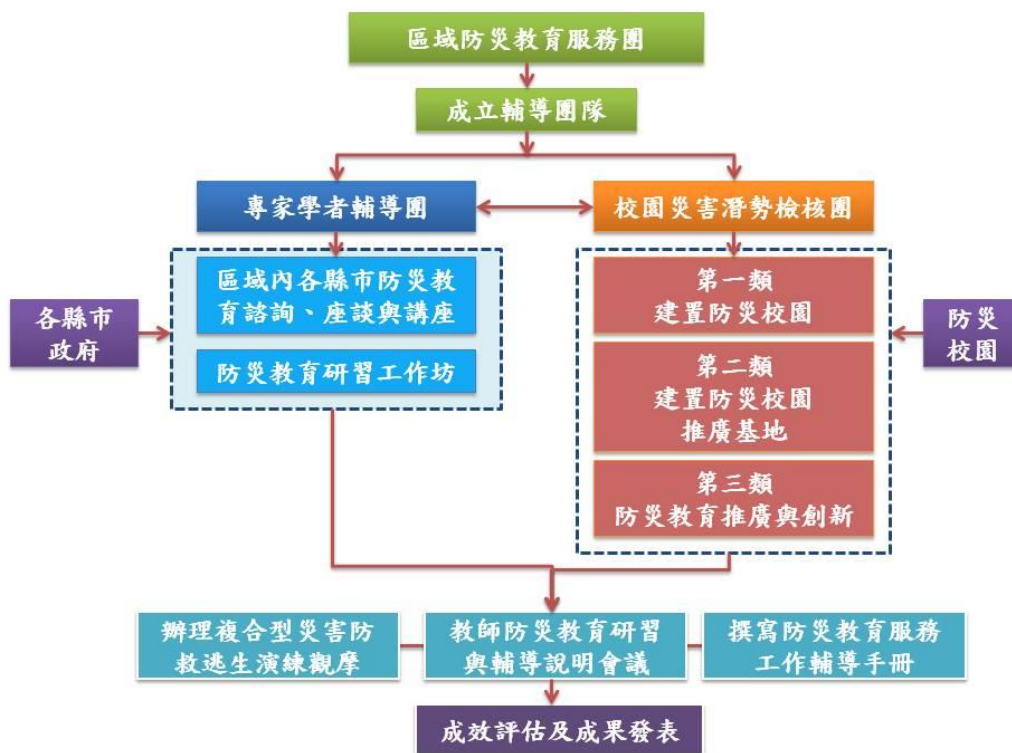 區域防災教育服務團
成立輔導團隊
專家學者輔導團
校園災害潛勢檢核團
區域內各縣市防災教
育諮詢、座談與講座
防災教育研習工作坊
各縣市
政府
第一類
建置防災校園
第二類
建置防災校園
推廣基地
第三類
防災教育推廣與創新
防災
校園
辦理複合型災害防
救逃生演練觀摩
教師防災教育研習
與輔導說明會議
撰寫防災教育服務
工作輔導手冊
成效評估及成果發表